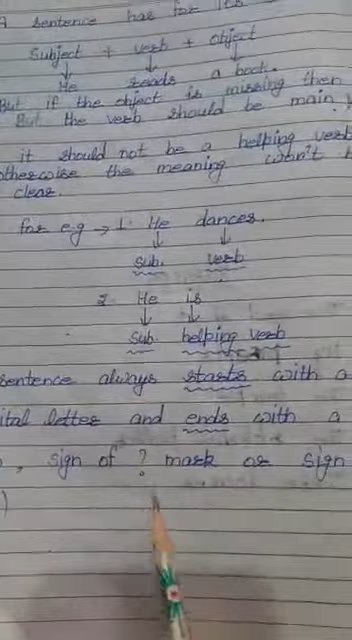 A sentence has for its
Subject + verb + object
He reads a book.
But if the object is missing then
But the verb should be main
it should not be a helping verb
otherwise the meaning won't
clear.
for e.g → 1. He dances.
sub. verb
2. He is
Sub. helping verb
sentence always starts with a
ital letter and ends with a
, sign of ? mark or sign
)